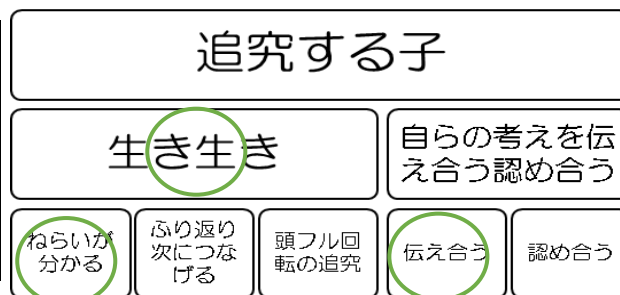 追究する子
生き生き
自らの考えを伝
え合う認め合う
ねらいが
分かる
ふり返り
次につな
げる
頭フル回
転の追究
伝え合う
認め合う